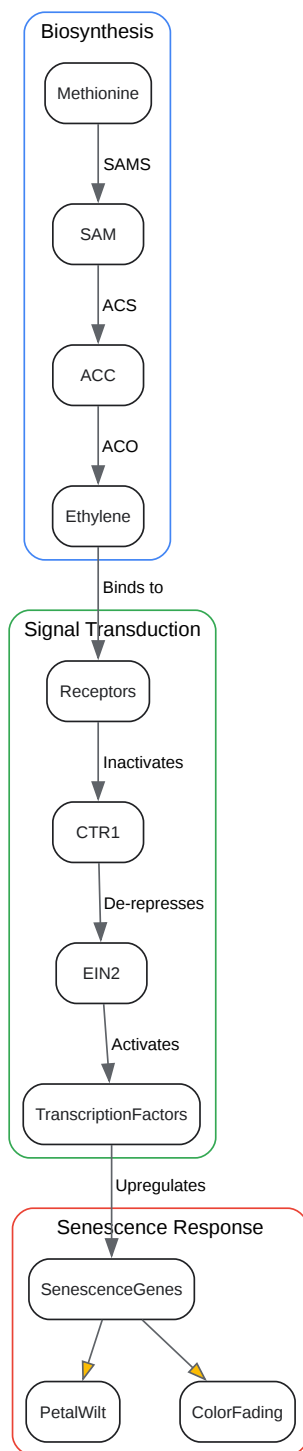 Biosynthesis
Methionine
SAMS
SAM
ACS
ACC
ACO
Ethylene
Binds to
Signal Transduction
Receptors
Inactivates
CTR1
De-represses
EIN2
Activates
TranscriptionFactors
Upregulates
Senescence Response
SenescenceGenes
PetalWilt
ColorFading